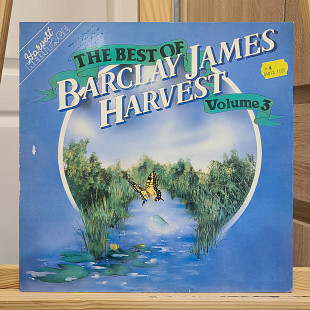 Harvest
THE BEST OF
BARCLAY JAMES
HARVEST
Volume 3